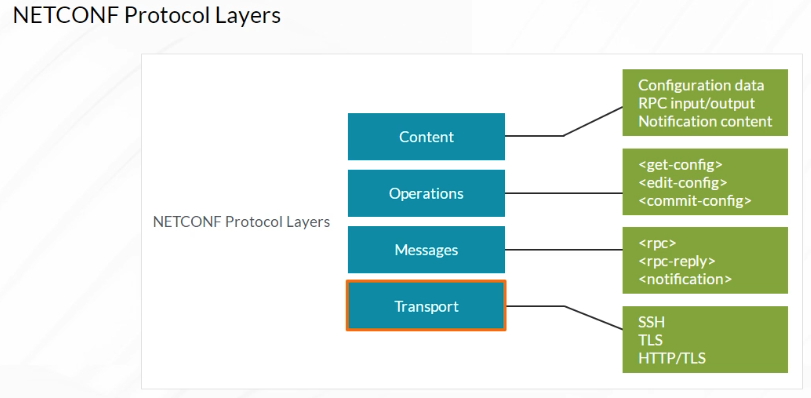 NETCONF Protocol Layers
NETCONF Protocol Layers
Content
Configuration data
RPC input/output
Notification content
Operations
<get-config>
<edit-config>
<commit-config>
Messages
<rpc>
<rpc-reply>
<notification>
Transport
SSH
TLS
HTTP/TLS